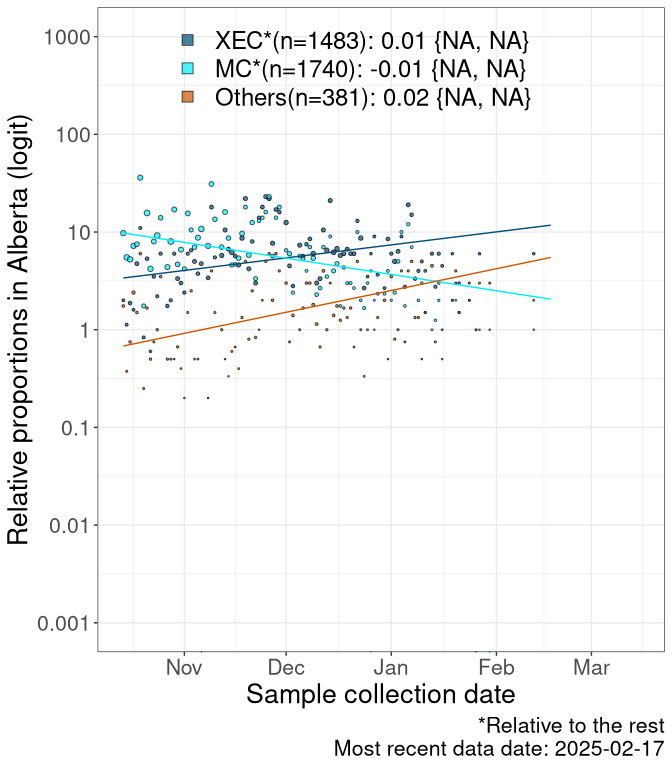 XEC*(n=1483): 0.01 {NA, NA}
MC*(n=1740): -0.01 {NA, NA}
Others(n=381): 0.02 {NA, NA}
Relative proportions in Alberta (logit)
1000
100
10
1
0.1
0.01
0.001
Nov Dec Jan Feb Mar
Sample collection date
*Relative to the rest
Most recent data date: 2025-02-17